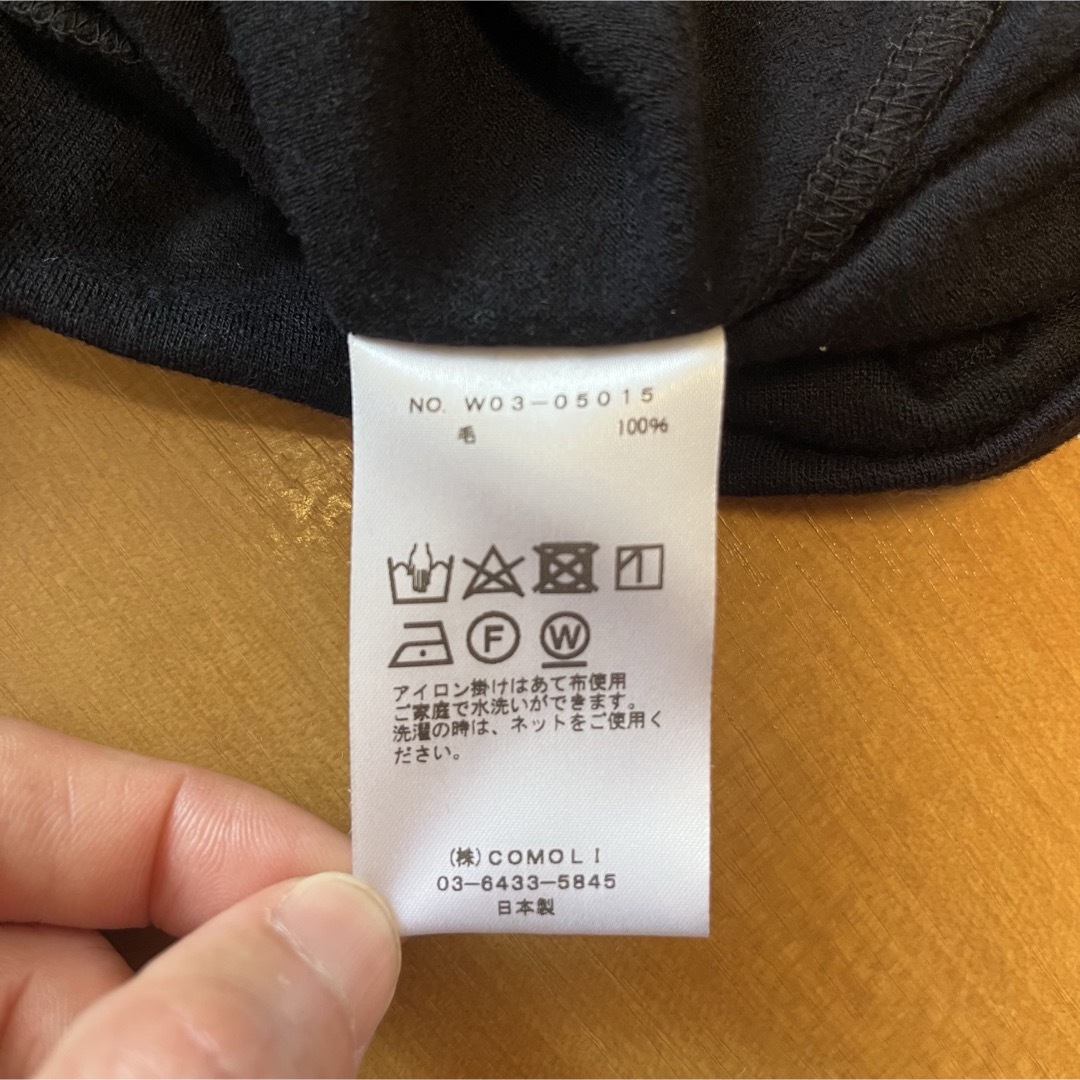 NO. W03-05015
毛 100%
F W
アイロン掛けはあて布使用
ご家庭で水洗いができます。
洗濯の時は、ネットをご使用く
ださい。
(株)COMOLI
03-6433-5845
日本製